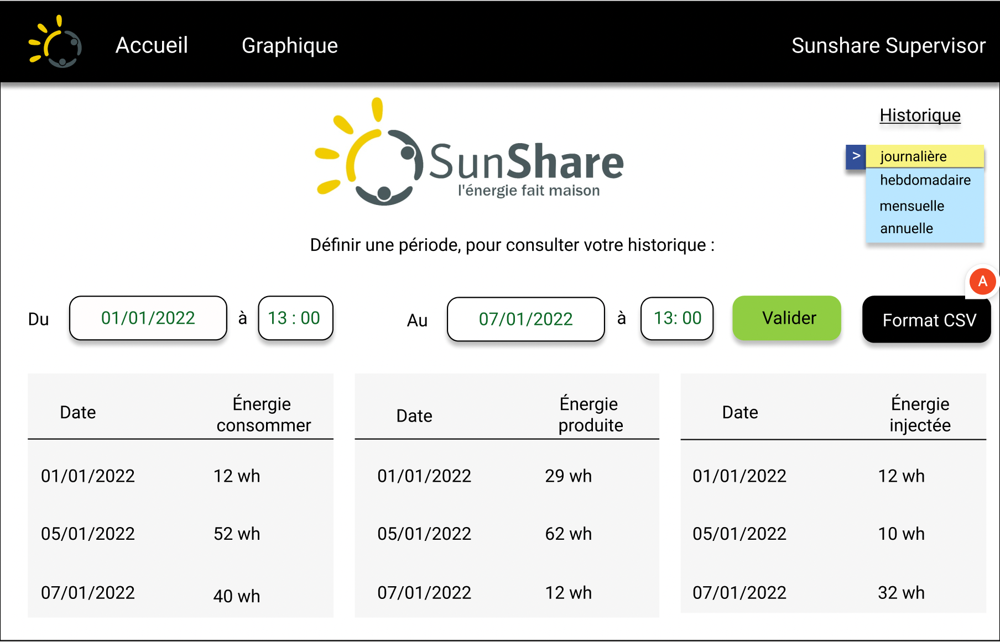 Accueil
Graphique
Sunshare Supervisor
SunShare
l'énergie fait maison
Historique
>
journalière
hebdomadaire
mensuelle
annuelle
Définir une période, pour consulter votre historique :
A
Du 01/01/2022 à 13 : 00 Au 07/01/2022 à 13: 00 Valider Format CSV
Date Énergie consommer
01/01/2022 12 wh
05/01/2022 52 wh
07/01/2022 40 wh
Date Énergie produite
01/01/2022 29 wh
05/01/2022 62 wh
07/01/2022 12 wh
Date Énergie injectée
01/01/2022 12 wh
05/01/2022 10 wh
07/01/2022 32 wh